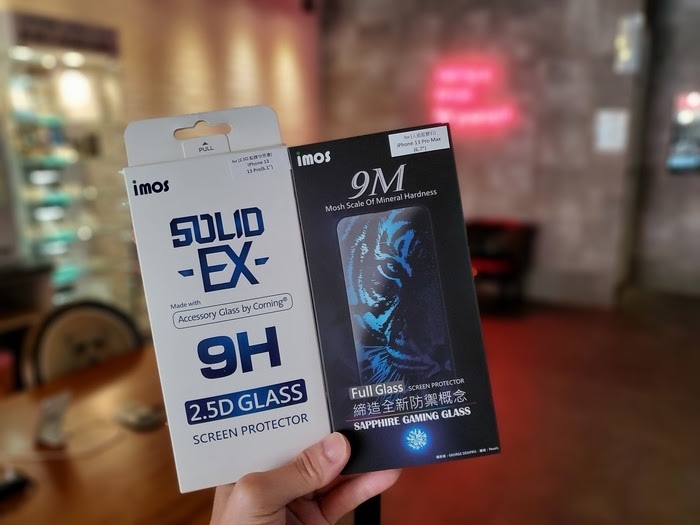 PULL
imos
iPhone 13
SOLID
-EX-
Made with
Accessory Glass by Corning®
9H
2.5D GLASS
SCREEN PROTECTOR
imos
iPhone 13 Pro Max
9M
Mosh Scale Of Mineral Hardness
Full Glass SCREEN PROTECTOR
締造全新防禦概念
SAPPHIRE GAMING GLASS